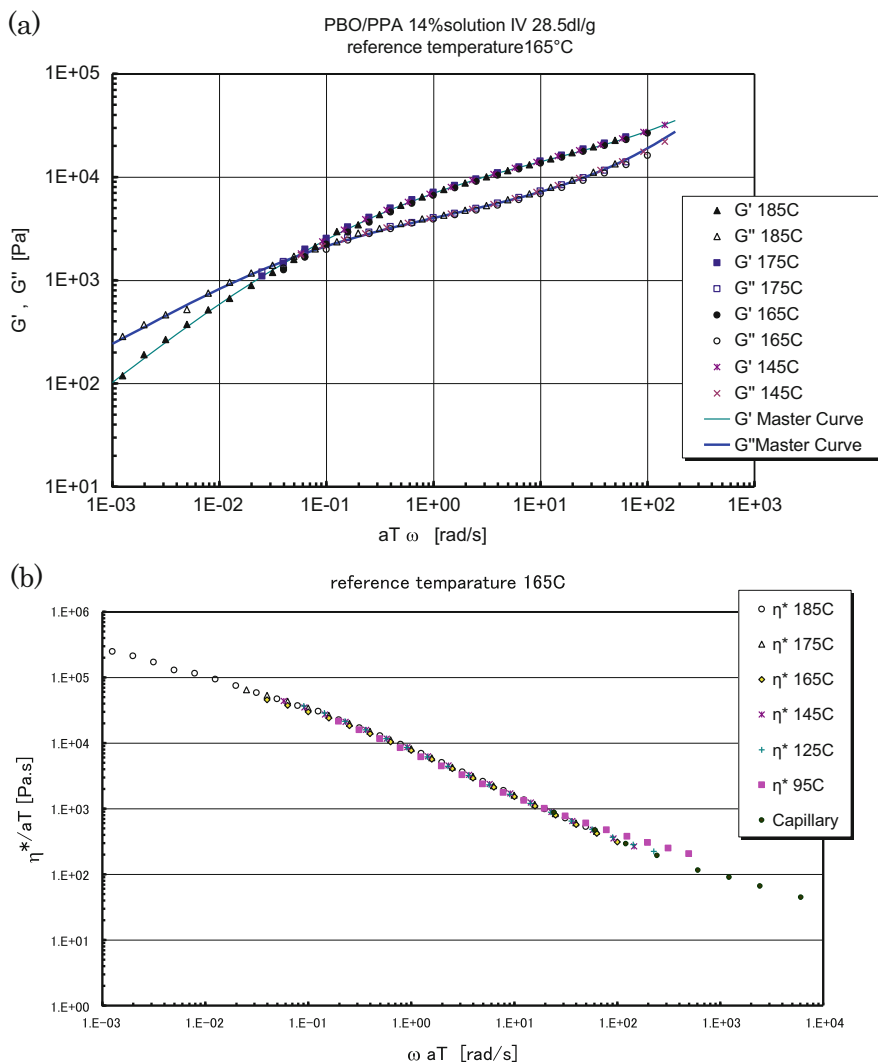 (a)
PBO/PPA 14%solution IV 28.5dl/g
reference temperature165°C
1E+05
1E+04
1E+03
1E+02
1E+01
G' , G" [Pa]
1E-03
1E-02
1E-01
1E+00
1E+01
1E+02
1E+03
aT ω [rad/s]
G' 185C
G" 185C
G' 175C
G" 175C
G' 165C
G" 165C
G' 145C
G" 145C
G' Master Curve
G"Master Curve
(b)
reference temparature 165C
1.E+06
1.E+05
1.E+04
1.E+03
1.E+02
1.E+01
1.E+00
η*/aT [Pa.s]
1.E-03
1.E-02
1.E-01
1.E+00
1.E+01
1.E+02
1.E+03
1.E+04
ω aT [rad/s]
η* 185C
η* 175C
η* 165C
η* 145C
η* 125C
η* 95C
Capillary